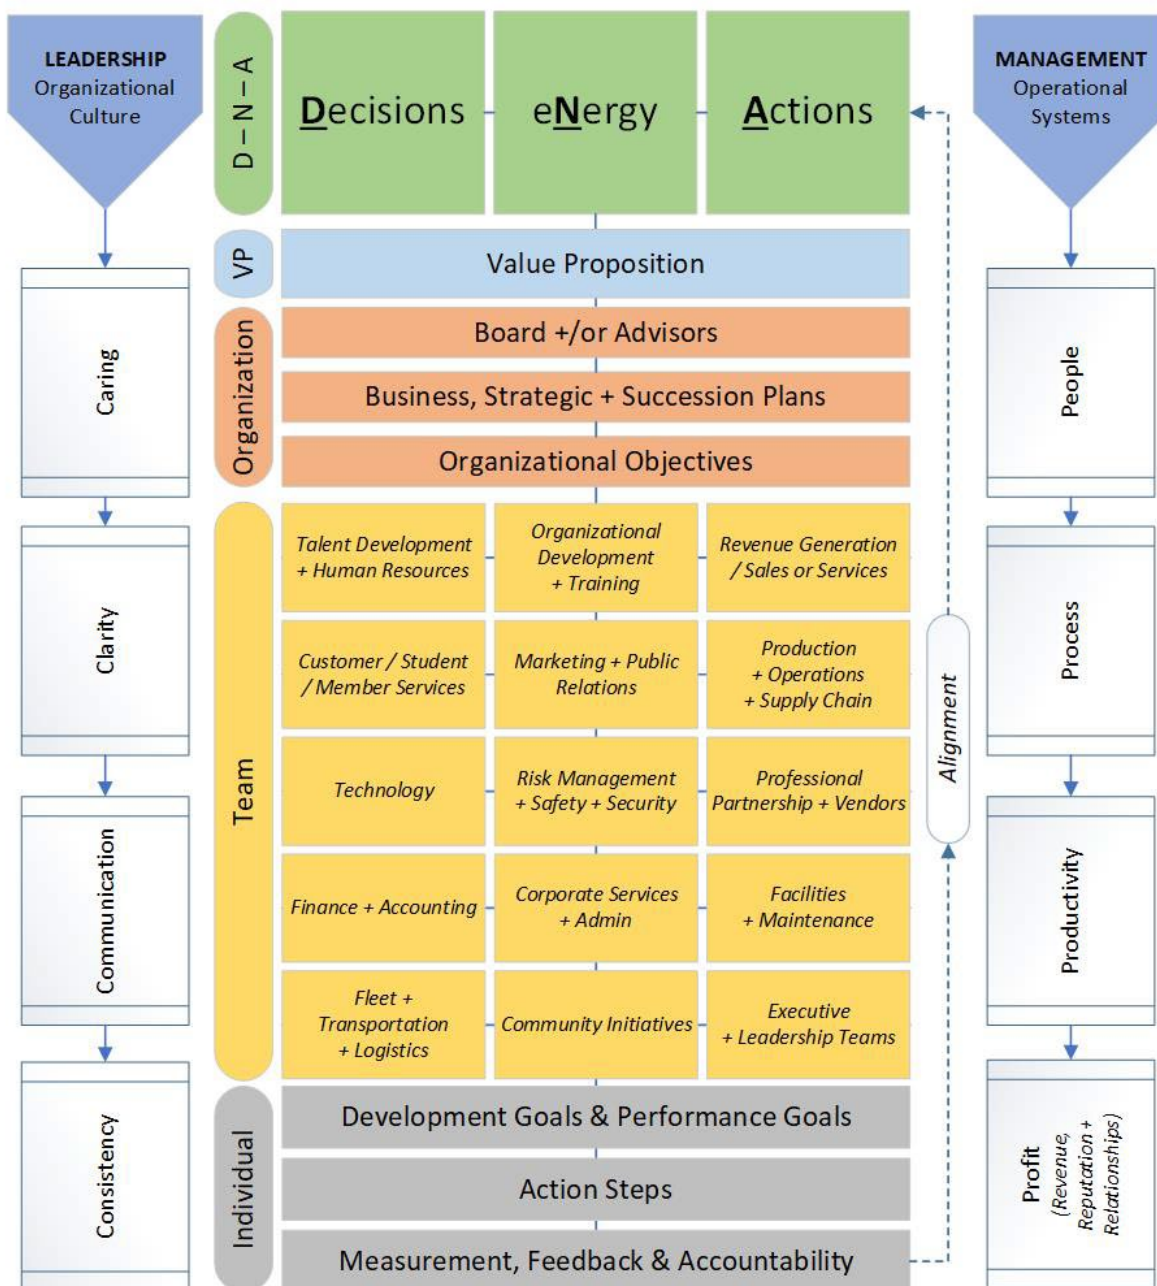 LEADERSHIP
Organizational
Culture
Caring
Clarity
Communication
Consistency
D – N – A
Decisions
eNergy
Actions
VP
Value Proposition
Organization
Board +/or Advisors
Business, Strategic + Succession Plans
Organizational Objectives
Team
Talent Development
+ Human Resources
Organizational
Development
+ Training
Revenue Generation
/ Sales or Services
Customer / Student
/ Member Services
Marketing + Public
Relations
Production
+ Operations
+ Supply Chain
Technology
Risk Management
+ Safety + Security
Professional
Partnership + Vendors
Finance + Accounting
Corporate Services
+ Admin
Facilities
+ Maintenance
Fleet +
Transportation
+ Logistics
Community Initiatives
Executive
+ Leadership Teams
Individual
Development Goals & Performance Goals
Action Steps
Measurement, Feedback & Accountability
Alignment
MANAGEMENT
Operational
Systems
People
Process
Productivity
Profit
(Revenue,
Reputation +
Relationships)